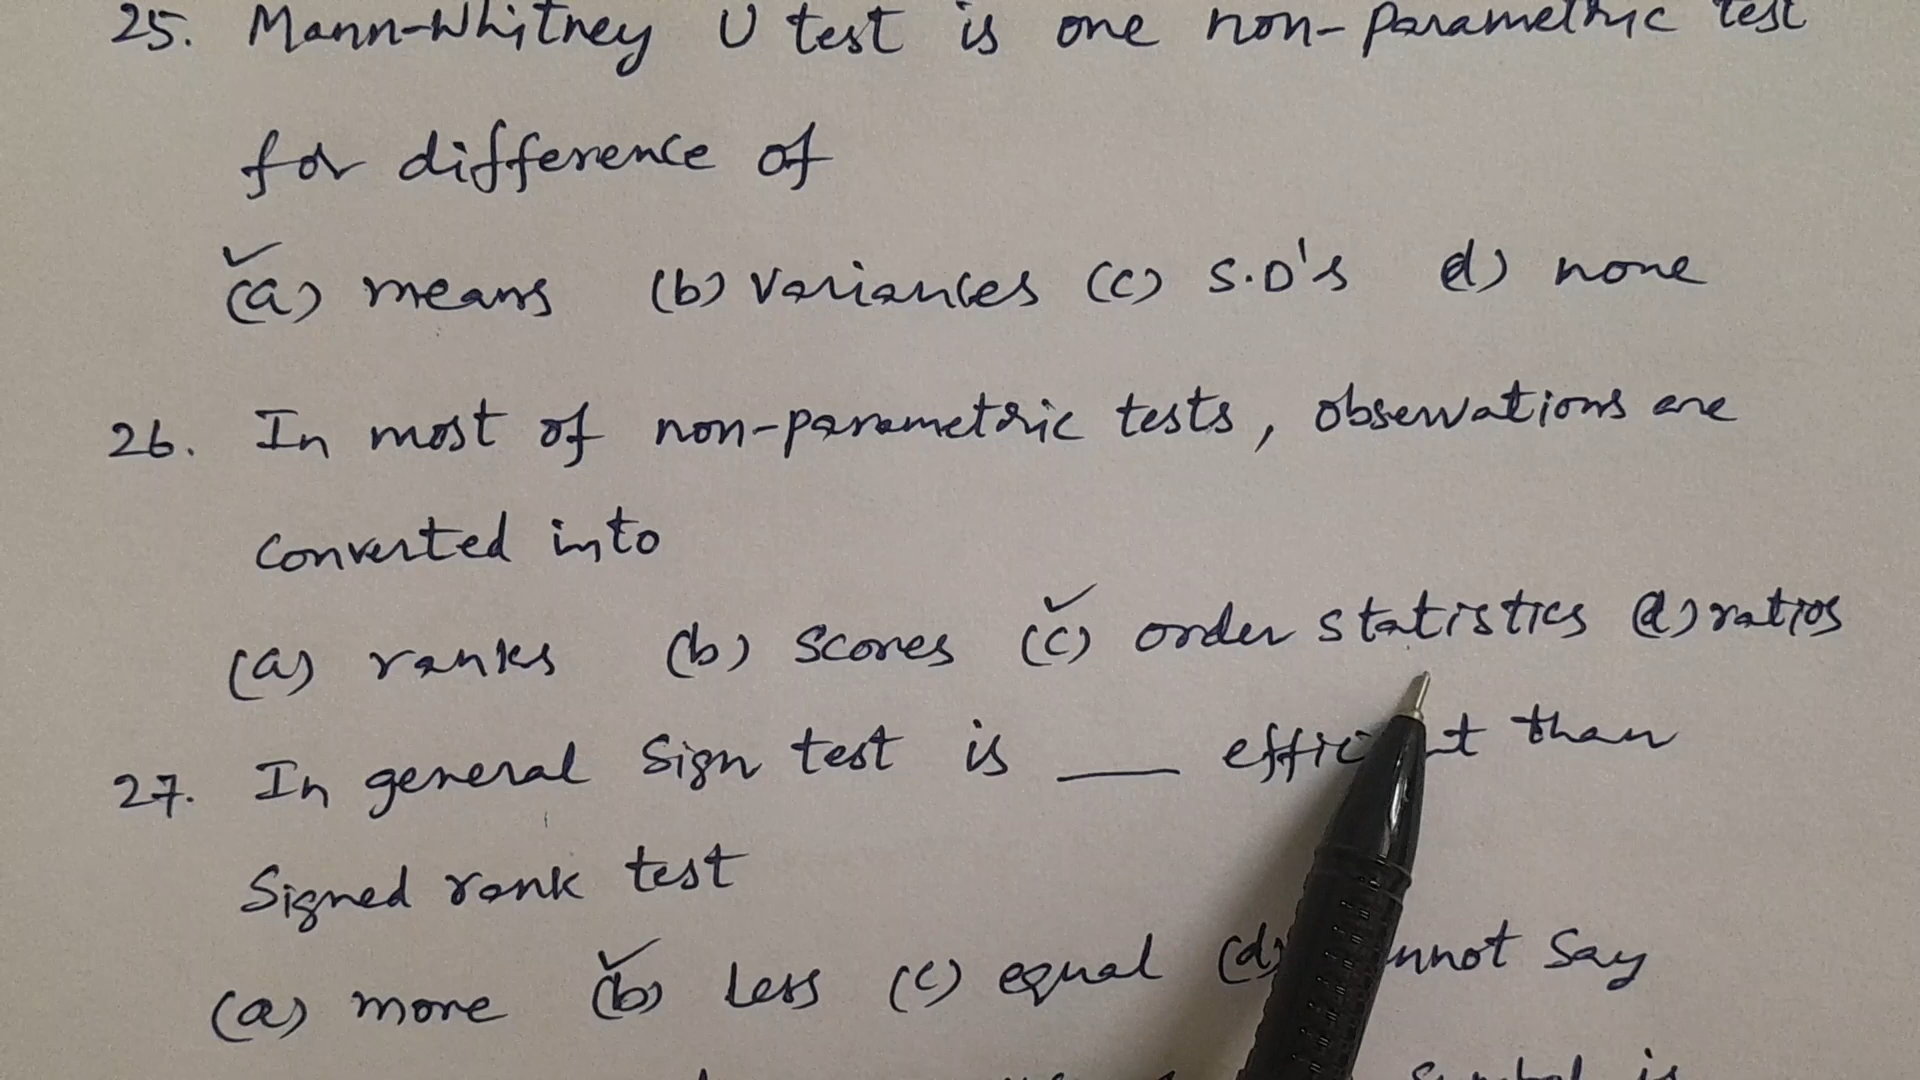 25. Mann-Whitney U test is one non-parametric test
for difference of
(a) means (b) Variances (c) S.D's d) none
26. In most of non-parametric tests, observations are
converted into
(a) ranks (b) scores (c) order statistics (d) ratios
27. In general sign test is ___ than
Signed rank test
(a) more (b) Less (c) equal (d) Say
Symbol is